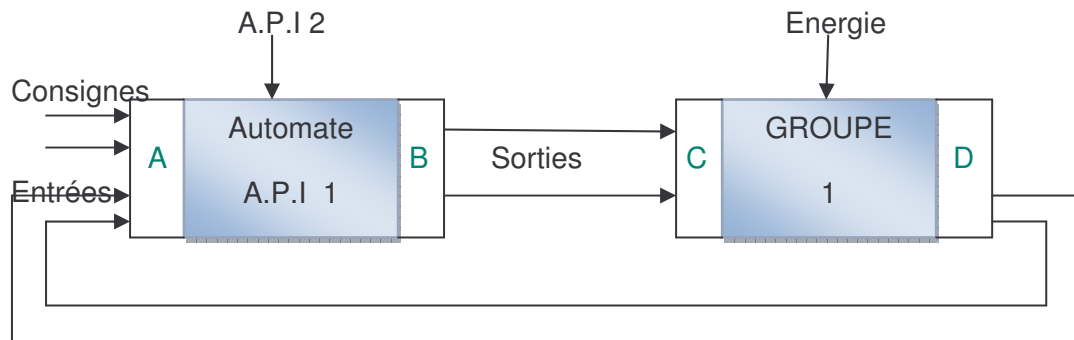 A.P.I 2
Energie
Consignes
Automate
GROUPE
A
B
Sorties
C
D
Entrées
A.P.I 1
1